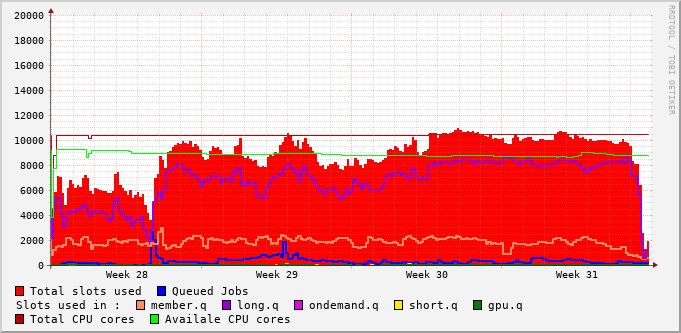 RRDTOOL / TOBI OETIKER
20000
18000
16000
14000
12000
10000
8000
6000
4000
2000
0
Week 28 Week 29 Week 30 Week 31
Total slots used Queued Jobs
Slots used in : member.q long.q ondemand.q short.q gpu.q
Total CPU cores Availale CPU cores